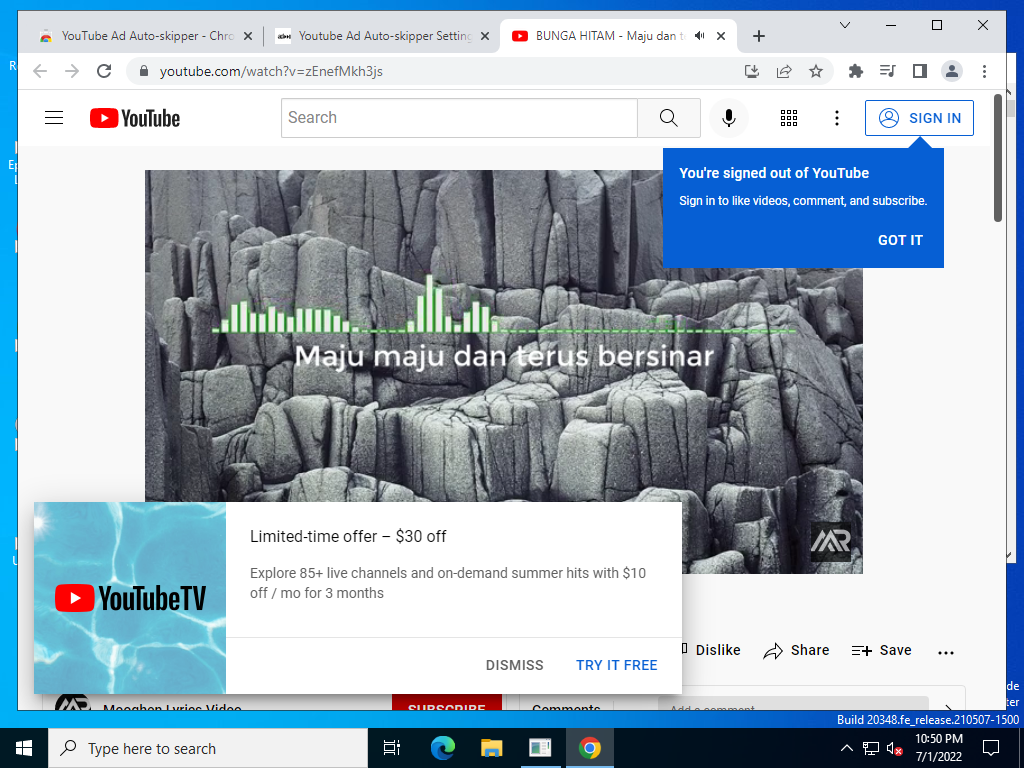 YouTube Ad Auto-skipper - Chro
Youtube Ad Auto-skipper Setting
BUNGA HITAM - Maju dan t
youtube.com/watch?v=zEnefMkh3js
YouTube
Search
SIGN IN
You're signed out of YouTube
Sign in to like videos, comment, and subscribe.
GOT IT
Maju maju dan terus bersinar
MR
YouTubeTV
Limited-time offer – $30 off
Explore 85+ live channels and on-demand summer hits with $10
off / mo for 3 months
DISMISS
TRY IT FREE
Dislike
Share
Save
Mooghen Lyrics Video
SUBSCRIBE
Comments
Add a comment...
Build 20348.fe_release.210507-1500
Type here to search
10:50 PM
7/1/2022